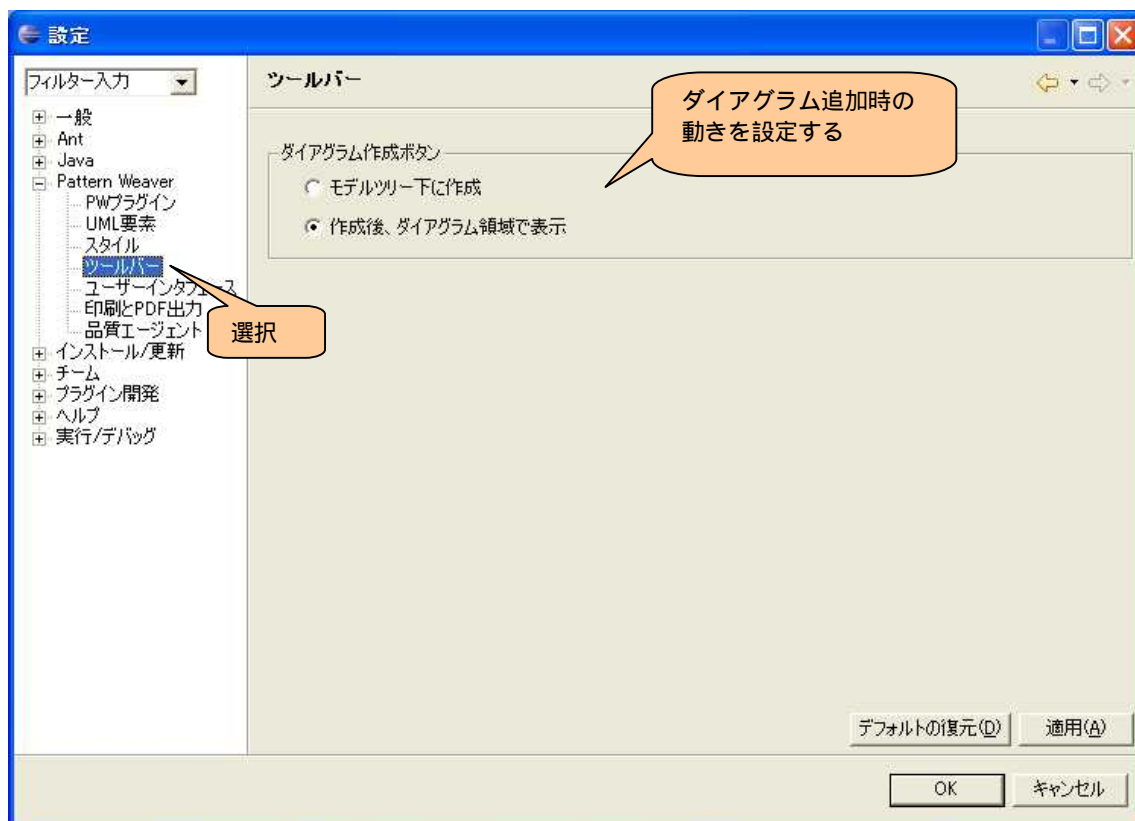 設定
フィルター入力
ツールバー
ダイアグラム追加時の
動きを設定する
一般
Ant
Java
Pattern Weaver
PWプラグイン
UML要素
スタイル
ツールバー
ユーザーインタフェース
印刷とPDF出力
品質エージェント
インストール/更新
チーム
プラグイン開発
ヘルプ
実行/デバッグ
選択
ダイアグラム作成ボタン
モデルツリー下に作成
作成後、ダイアグラム領域で表示
デフォルトの復元(D)
適用(A)
OK
キャンセル